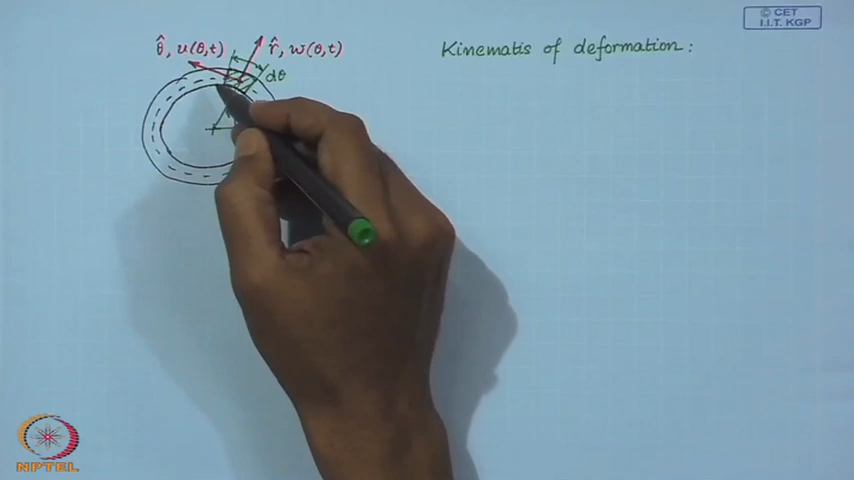 © CET
I.I.T. KGP
θ̂, u(θ,t)
r̂, w(θ,t)
Kinematis of deformation:
dθ
NPTEL